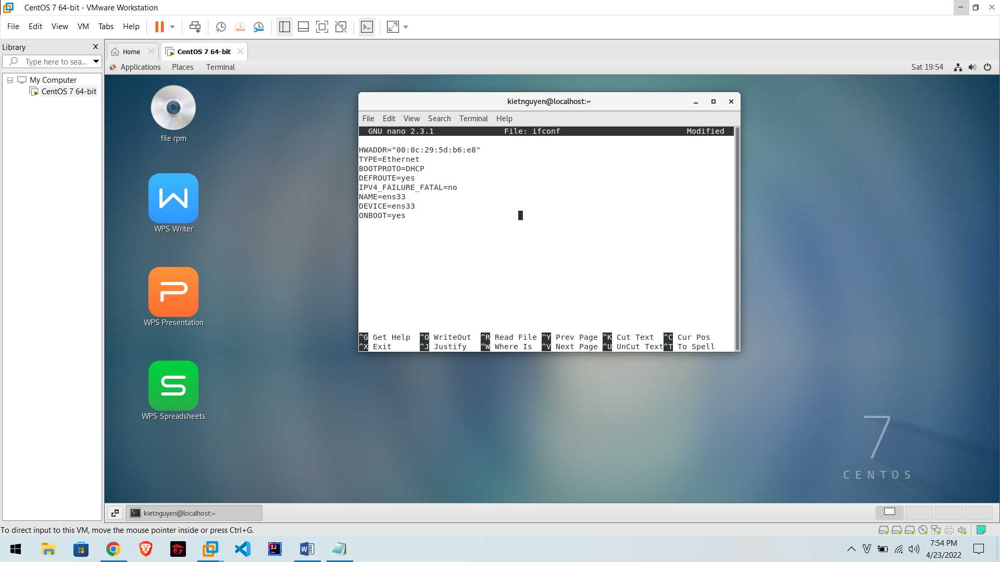 CentOS 7 64-bit - VMware Workstation
File Edit View VM Tabs Help
Library
Type here to sea...
My Computer
CentOS 7 64-bit
Home
CentOS 7 64-bit
Applications Places Terminal
Sat 19:54
file rpm
WPS Writer
WPS Presentation
WPS Spreadsheets
kietnguyen@localhost:~
File Edit View Search Terminal Help
GNU nano 2.3.1 File: ifconf Modified
HWADDR="00:0c:29:5d:b6:e8"
TYPE=Ethernet
BOOTPROTO=DHCP
DEFROUTE=yes
IPV4_FAILURE_FATAL=no
NAME=ens33
DEVICE=ens33
ONBOOT=yes
^G Get Help ^O WriteOut ^R Read File ^Y Prev Page ^K Cut Text ^C Cur Pos
^X Exit ^J Justify ^W Where Is ^V Next Page ^U UnCut Text ^T To Spell
7
CENTOS
kietnguyen@localhost:~
To direct input to this VM, move the mouse pointer inside or press Ctrl+G.
7:54 PM
4/23/2022